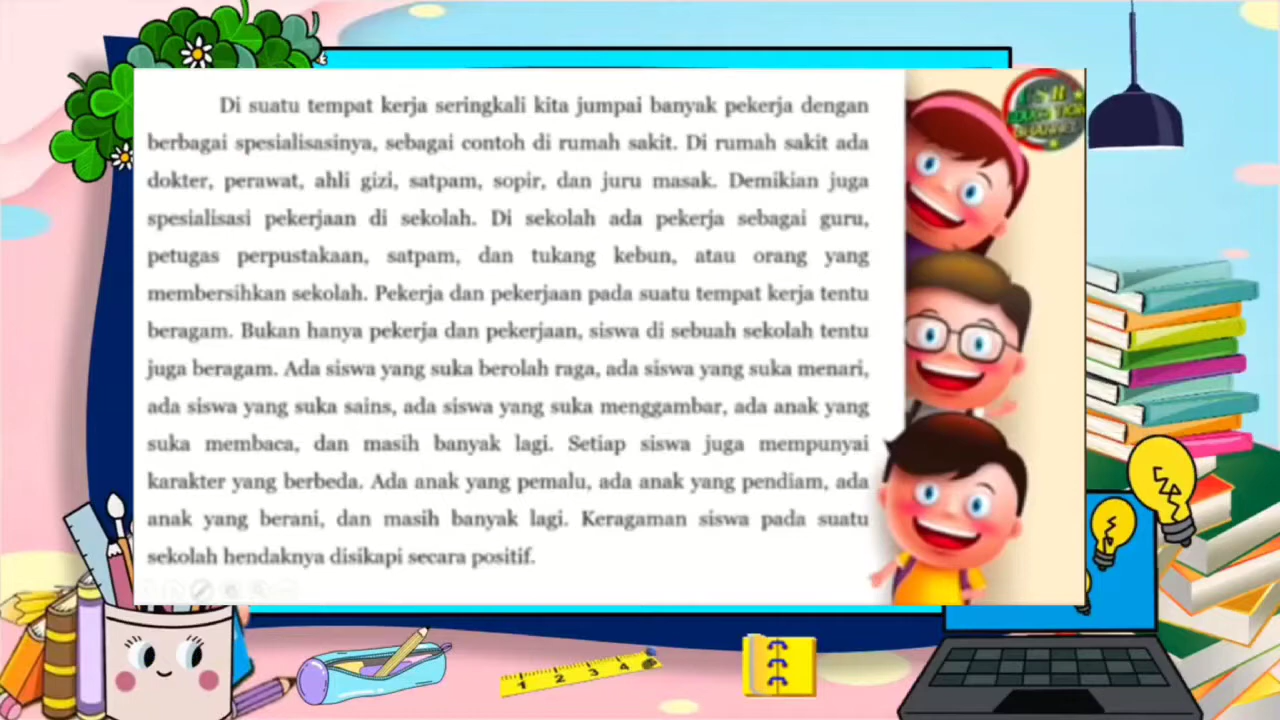 Di suatu tempat kerja seringkali kita jumpai banyak pekerja dengan
berbagai spesialisasinya, sebagai contoh di rumah sakit. Di rumah sakit ada
dokter, perawat, ahli gizi, satpam, sopir, dan juru masak. Demikian juga
spesialisasi pekerjaan di sekolah. Di sekolah ada pekerja sebagai guru,
petugas perpustakaan, satpam, dan tukang kebun, atau orang yang
membersihkan sekolah. Pekerja dan pekerjaan pada suatu tempat kerja tentu
beragam. Bukan hanya pekerja dan pekerjaan, siswa di sebuah sekolah tentu
juga beragam. Ada siswa yang suka berolah raga, ada siswa yang suka menari,
ada siswa yang suka sains, ada siswa yang suka menggambar, ada anak yang
suka membaca, dan masih banyak lagi. Setiap siswa juga mempunyai
karakter yang berbeda. Ada anak yang pemalu, ada anak yang pendiam, ada
anak yang berani, dan masih banyak lagi. Keragaman siswa pada suatu
sekolah hendaknya disikapi secara positif.
1 2 3 4